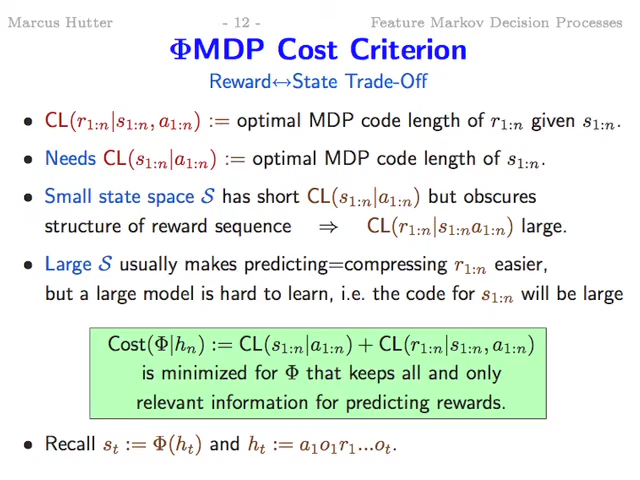 Marcus Hutter - 12 - Feature Markov Decision Processes
ΦMDP Cost Criterion
Reward↔State Trade-Off
• CL(r₁:ₙ|s₁:ₙ, a₁:ₙ) := optimal MDP code length of r₁:ₙ given s₁:ₙ.
• Needs CL(s₁:ₙ|a₁:ₙ) := optimal MDP code length of s₁:ₙ.
• Small state space 𝒮 has short CL(s₁:ₙ|a₁:ₙ) but obscures
structure of reward sequence ⇒ CL(r₁:ₙ|s₁:ₙa₁:ₙ) large.
• Large 𝒮 usually makes predicting=compressing r₁:ₙ easier,
but a large model is hard to learn, i.e. the code for s₁:ₙ will be large
Cost(Φ|hₙ) := CL(s₁:ₙ|a₁:ₙ) + CL(r₁:ₙ|s₁:ₙ, a₁:ₙ)
is minimized for Φ that keeps all and only
relevant information for predicting rewards.
• Recall sₜ := Φ(hₜ) and hₜ := a₁o₁r₁...oₜ.